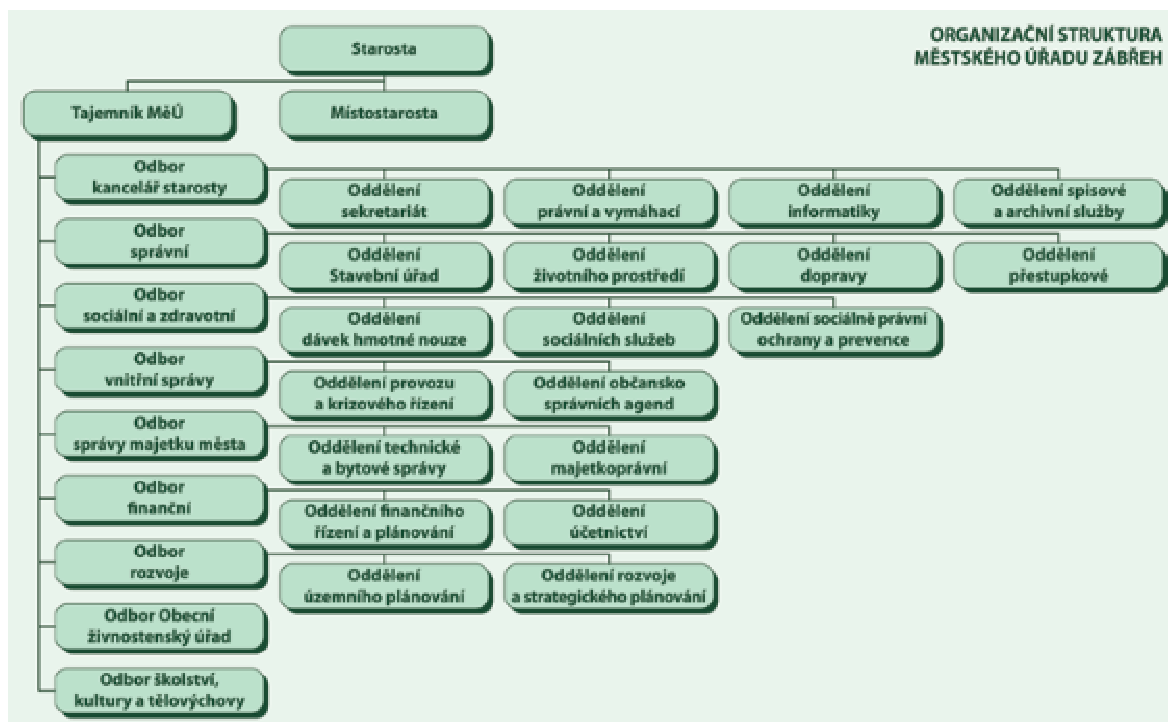 ORGANIZAČNÍ STRUKTURA
MĚSTSKÉHO ÚŘADU ZÁBŘEH
Starosta
Tajemník MěÚ
Místostarosta
Odbor
kancelář starosty
Oddělení
sekretariát
Oddělení
právní a vymáhací
Oddělení
informatiky
Oddělení spisové
a archivní služby
Odbor
správní
Oddělení
Stavební úřad
Oddělení
životního prostředí
Oddělení
dopravy
Oddělení
přestupkové
Odbor
sociální a zdravotní
Oddělení
dávek hmotné nouze
Oddělení
sociálních služeb
Oddělení sociálně právní
ochrany a prevence
Odbor
vnitřní správy
Oddělení provozu
a krizového řízení
Oddělení občansko
správních agend
Odbor
správy majetku města
Oddělení technické
a bytové správy
Oddělení
majetkoprávní
Odbor
finanční
Oddělení finančního
řízení a plánování
Oddělení
účetnictví
Odbor
rozvoje
Oddělení
územního plánování
Oddělení rozvoje
a strategického plánování
Odbor Obecní
živnostenský úřad
Odbor školství,
kultury a tělovýchovy